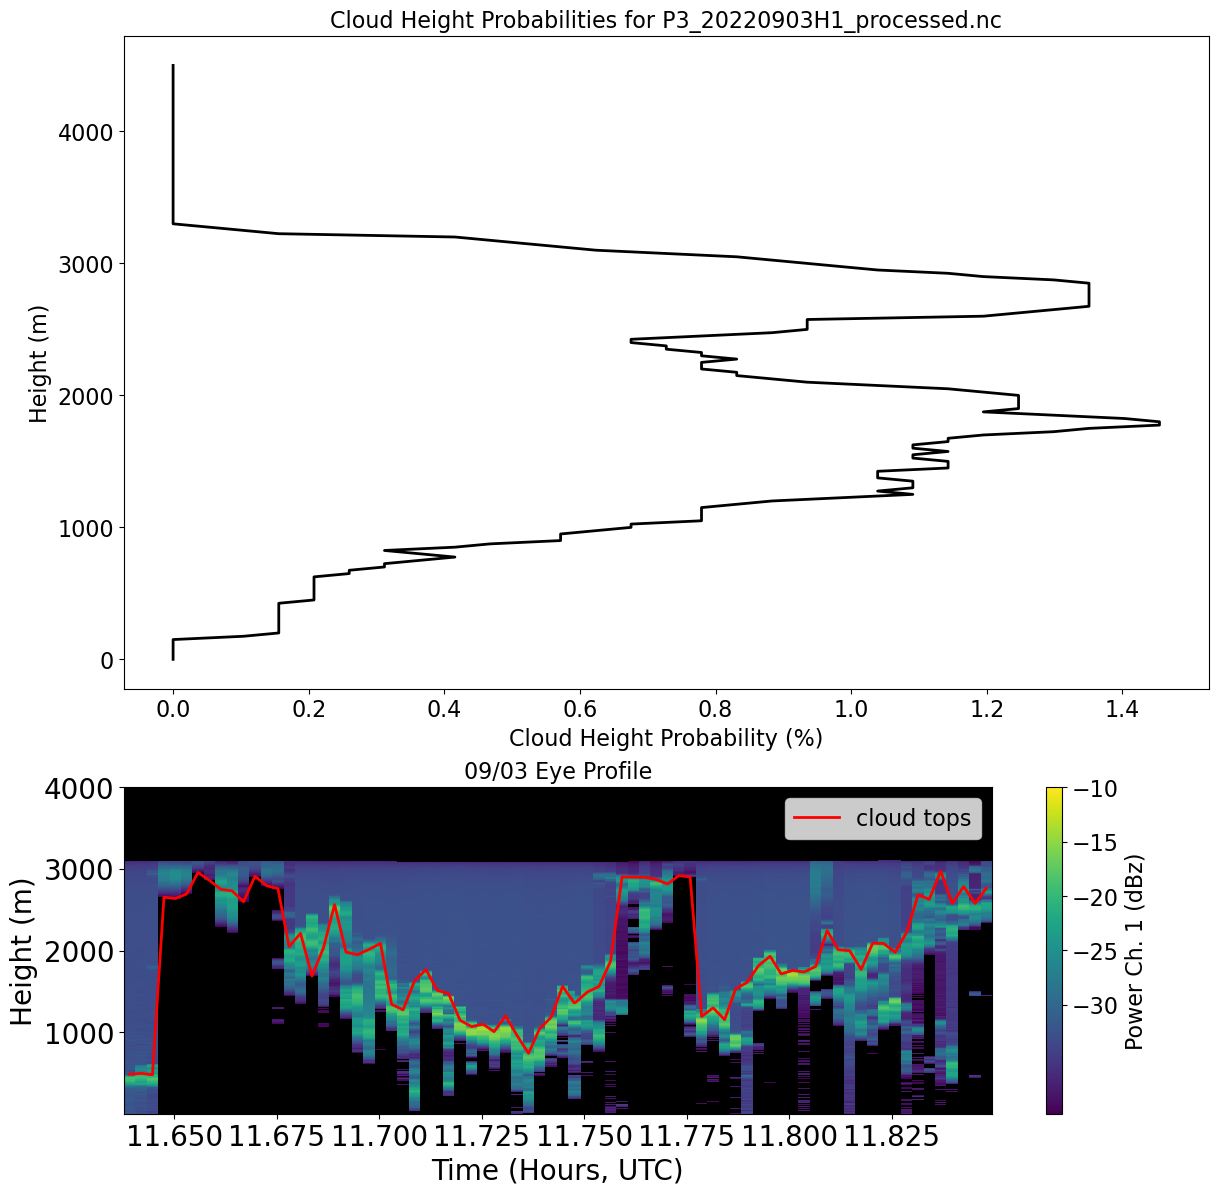 Cloud Height Probabilities for P3_20220903H1_processed.nc
4000
3000
2000
1000
0
Height (m)
0.0 0.2 0.4 0.6 0.8 1.0 1.2 1.4
Cloud Height Probability (%)
09/03 Eye Profile
4000
3000
2000
1000
Height (m)
cloud tops
11.650 11.675 11.700 11.725 11.750 11.775 11.800 11.825
Time (Hours, UTC)
−10
−15
−20
−25
−30
Power Ch. 1 (dBz)